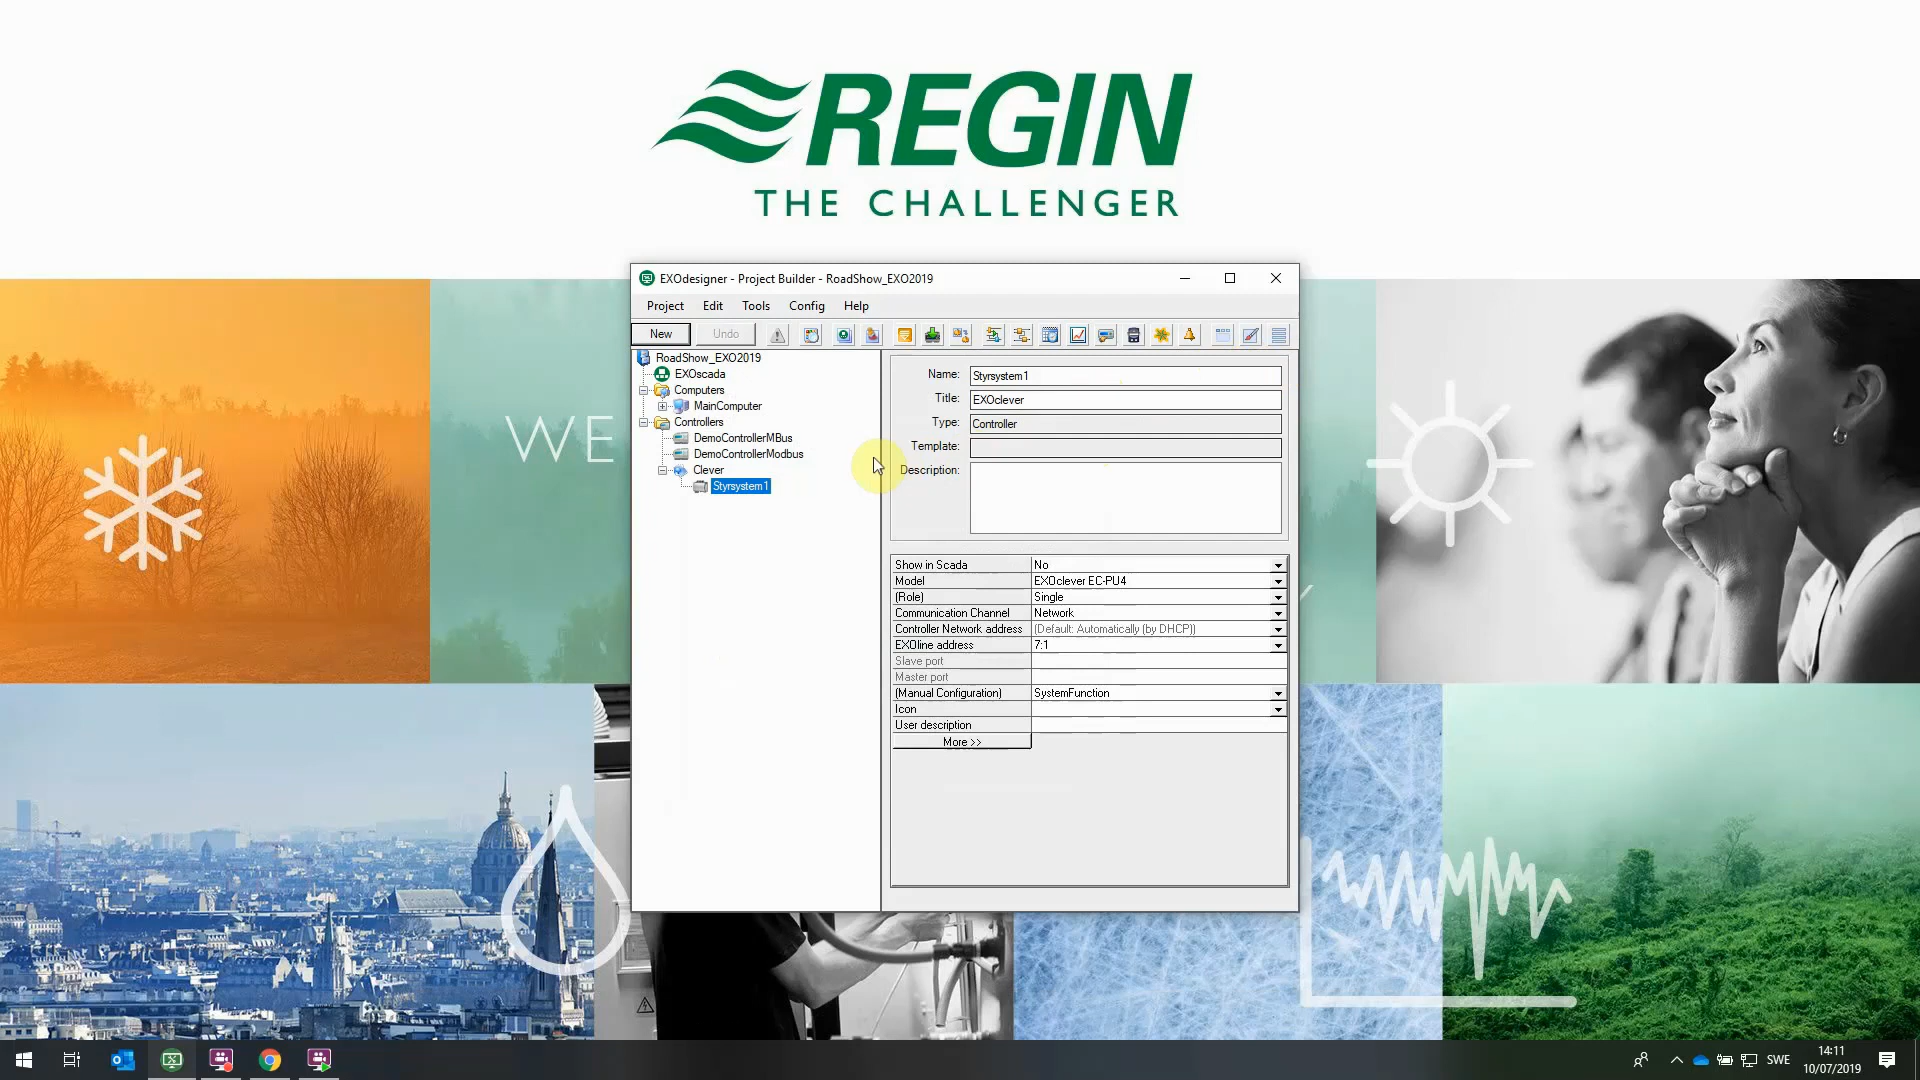 REGIN
THE CHALLENGER
WE
EXOdesigner - Project Builder - RoadShow_EXO2019
Project Edit Tools Config Help
New Undo
RoadShow_EXO2019
EXOscada
Computers
MainComputer
Controllers
DemoControllerMBus
DemoControllerModbus
Clever
Styrsystem1
Name: Styrsystem1
Title: EXOclever
Type: Controller
Template:
Description:
Show in Scada No
Model EXOclever EC-PU4
(Role) Single
Communication Channel Network
Controller Network address (Default: Automatically (by DHCP))
EXOline address 7:1
Slave port
Master port
(Manual Configuration) SystemFunction
Icon
User description
More >>
SWE
14:11
10/07/2019